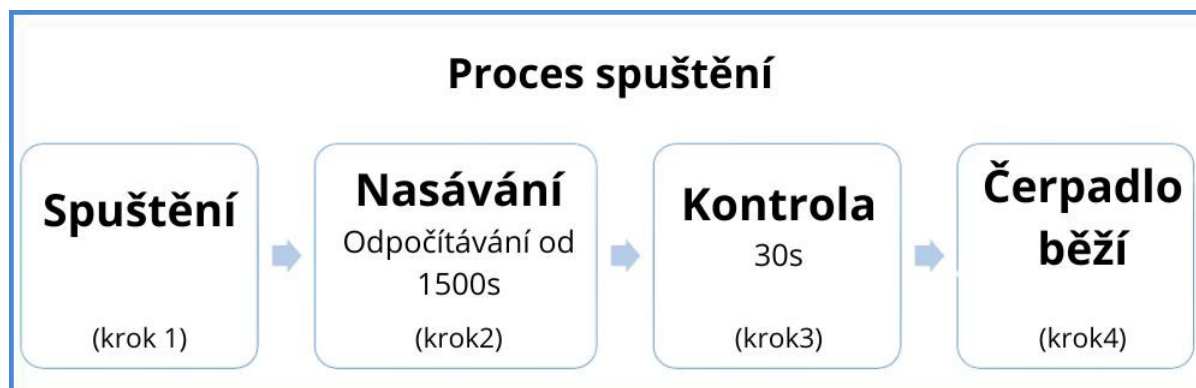 Proces spuštění
Spuštění
(krok 1)
Nasávání
Odpočítávání od
1500s
(krok2)
Kontrola
30s
(krok3)
Čerpadlo
běží
(krok4)